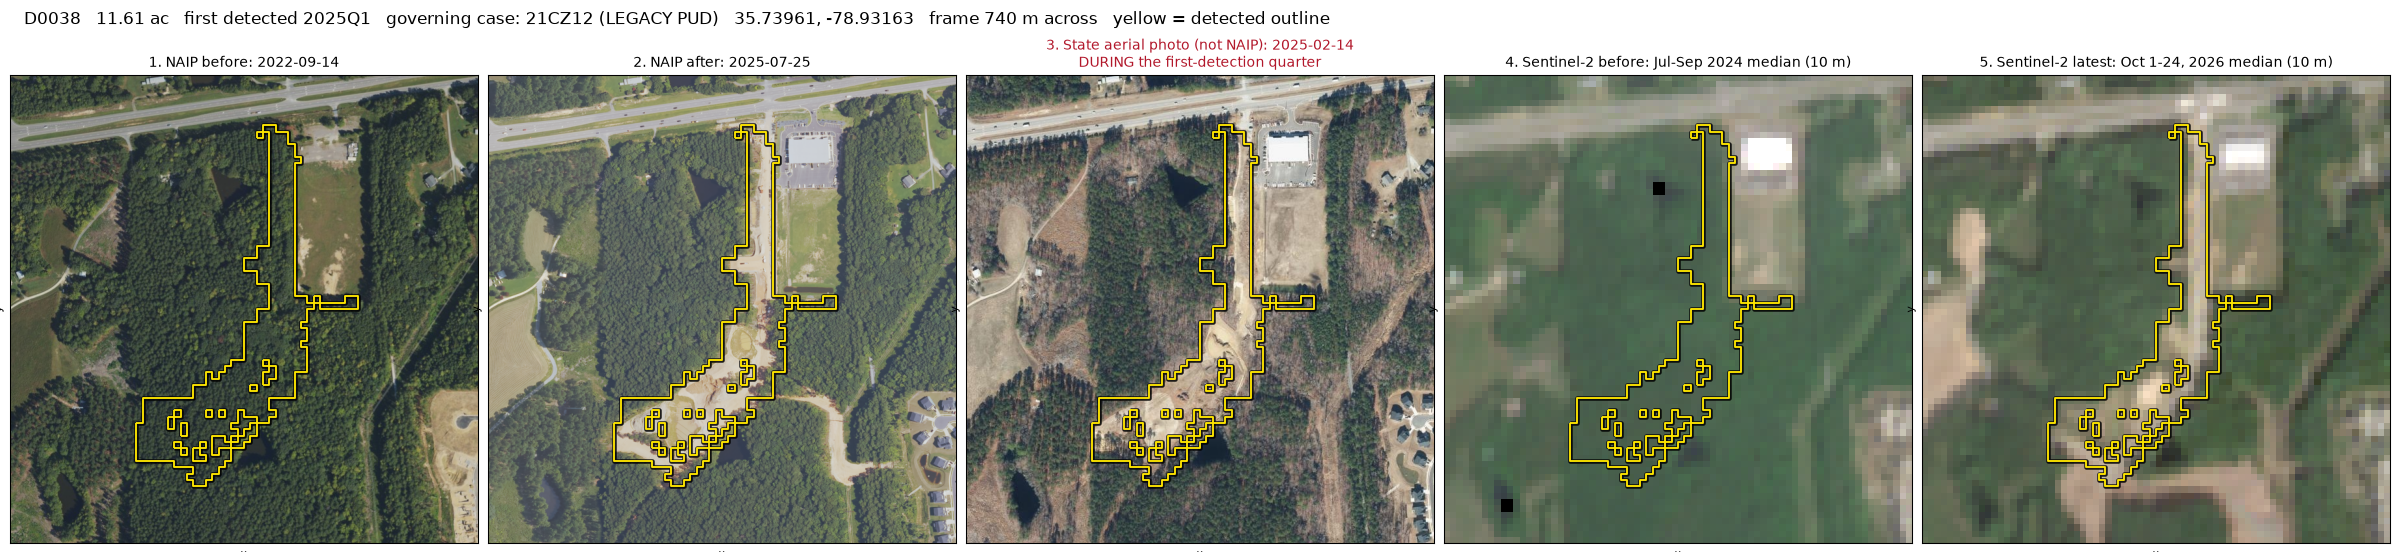 D0038   11.61 ac   first detected 2025Q1   governing case: 21CZ12 (LEGACY PUD)   35.73961, -78.93163   frame 740 m across   yellow = detected outline
1. NAIP before: 2022-09-14
2. NAIP after: 2025-07-25
3. State aerial photo (not NAIP): 2025-02-14
DURING the first-detection quarter
4. Sentinel-2 before: Jul-Sep 2024 median (10 m)
5. Sentinel-2 latest: Oct 1-24, 2026 median (10 m)